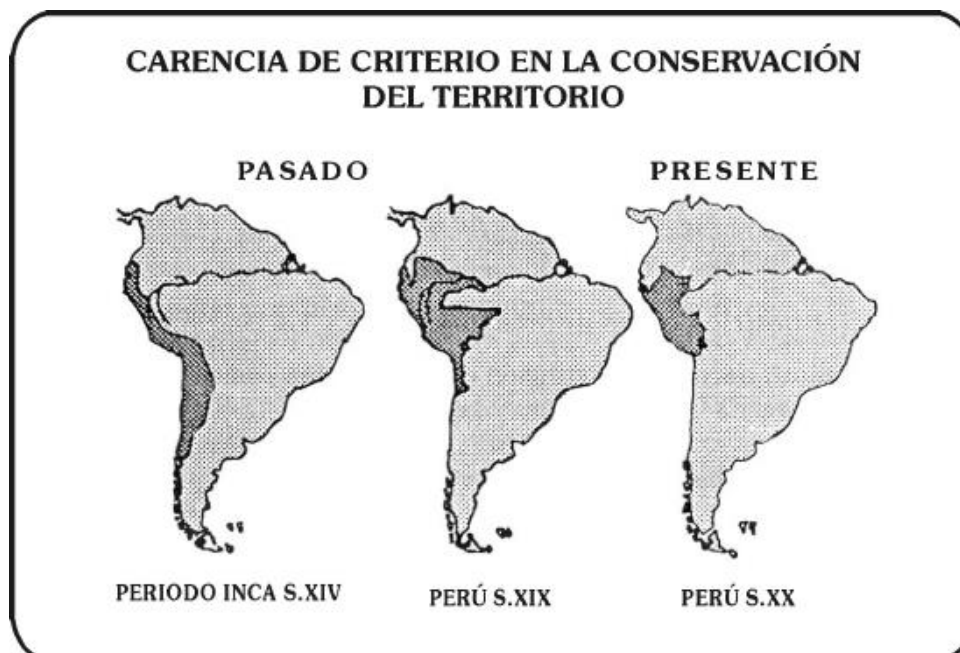 CARENCIA DE CRITERIO EN LA CONSERVACIÓN
DEL TERRITORIO
PASADO
PRESENTE
PERIODO INCA S.XIV
PERÚ S.XIX
PERÚ S.XX